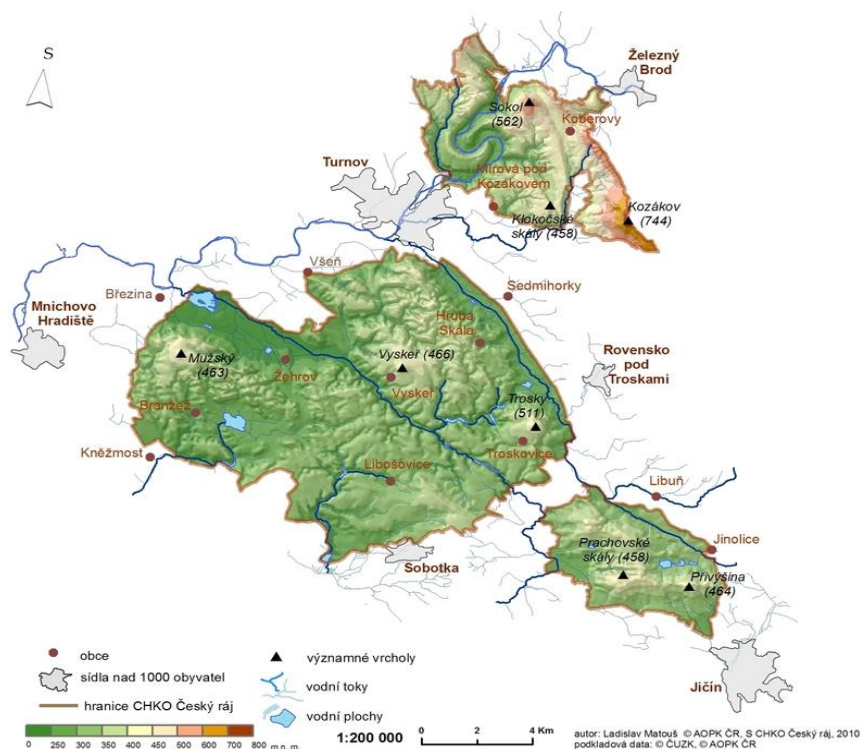 S
Železný
Brod
Sokol
(562)
Koberovy
Turnov
Mírová pod
Kozákovem
Kozákov
(744)
Klokočské
skály (458)
Všeň
Sedmihorky
Březina
Mnichovo
Hradiště
Hrubá
Skála
Rovensko
pod
Troskami
Mužský
(463)
Žehrov
Vyskeř (466)
Vyskeř
Trosky
(511)
Branžež
Troskovice
Kněžmost
Libošovice
Libuň
Sobotka
Prachovské
skály (458)
Jinolice
Přivýšina
(464)
Jičín
obce
sídla nad 1000 obyvatel
hranice CHKO Český ráj
významné vrcholy
vodní toky
vodní plochy
0 250 300 350 400 450 500 600 700 800 m n. m.
1:200 000
0 2 4 Km
autor: Ladislav Matouš © AOPK ČR, S CHKO Český ráj, 2010
podkladová data: © ČUZK, © AOPK ČR